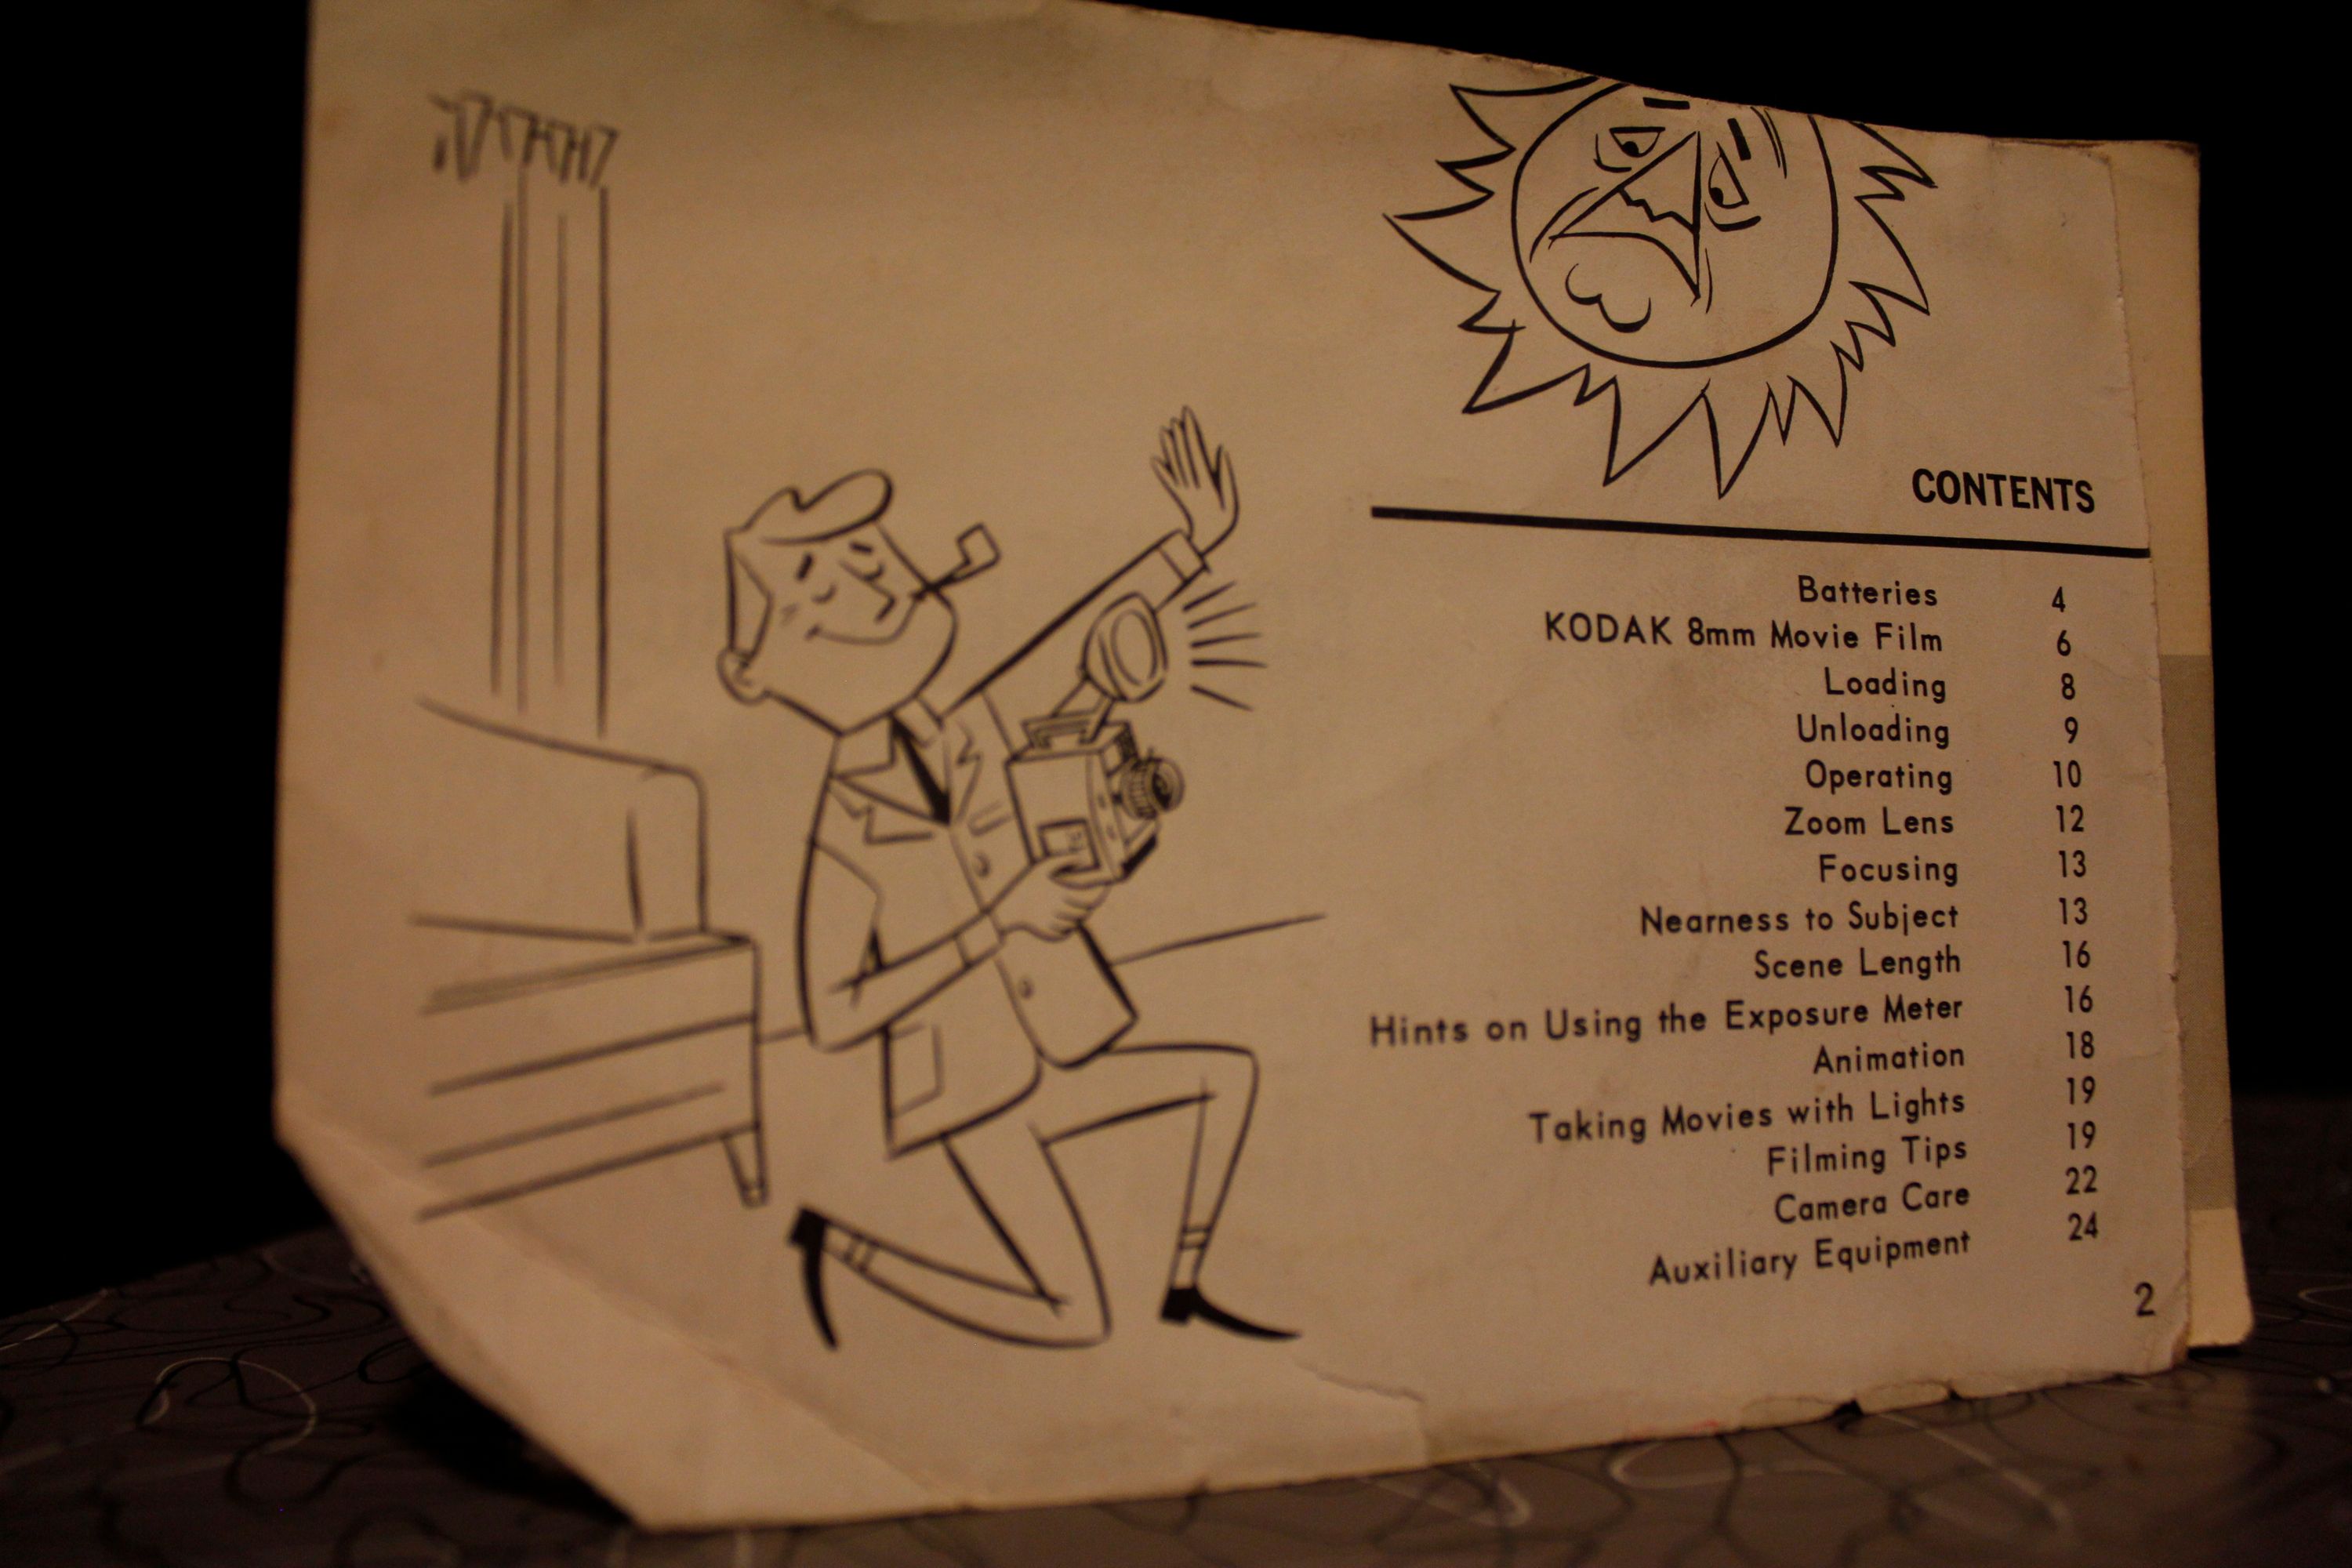 CONTENTS
Batteries 4
KODAK 8mm Movie Film 6
Loading 8
Unloading 9
Operating 10
Zoom Lens 12
Focusing 13
Nearness to Subject 13
Scene Length 16
Hints on Using the Exposure Meter 16
Animation 18
Taking Movies with Lights 19
Filming Tips 19
Camera Care 22
Auxiliary Equipment 24
2